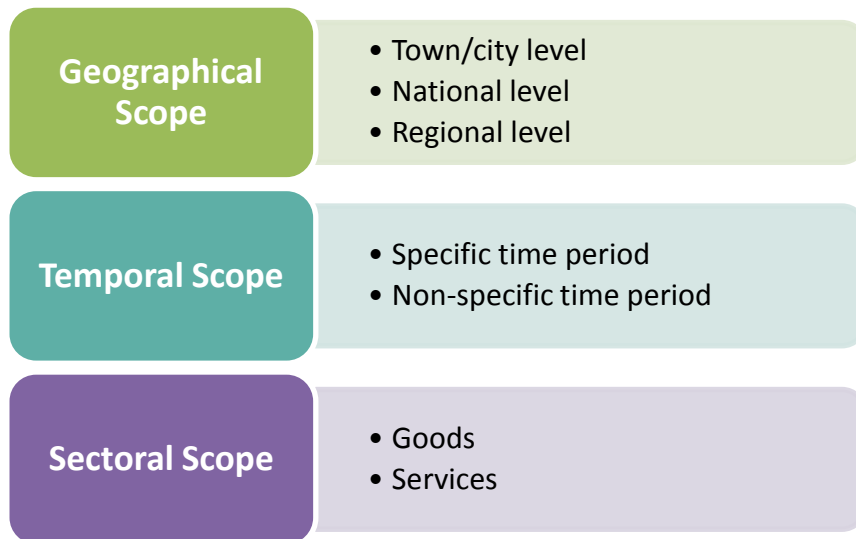 Geographical
Scope
• Town/city level
• National level
• Regional level
Temporal Scope
• Specific time period
• Non-specific time period
Sectoral Scope
• Goods
• Services